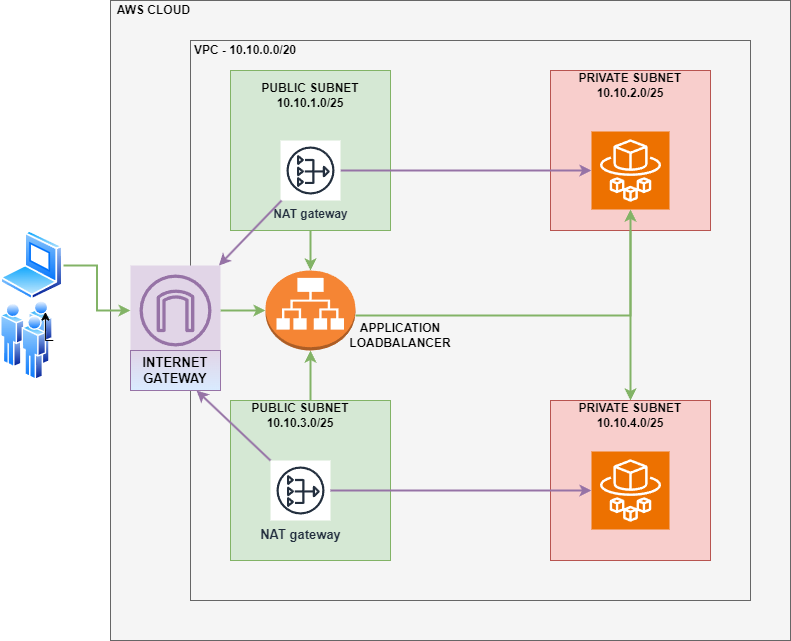 AWS CLOUD
VPC - 10.10.0.0/20
PUBLIC SUBNET
10.10.1.0/25
NAT gateway
PRIVATE SUBNET
10.10.2.0/25
INTERNET
GATEWAY
APPLICATION
LOADBALANCER
PUBLIC SUBNET
10.10.3.0/25
NAT gateway
PRIVATE SUBNET
10.10.4.0/25